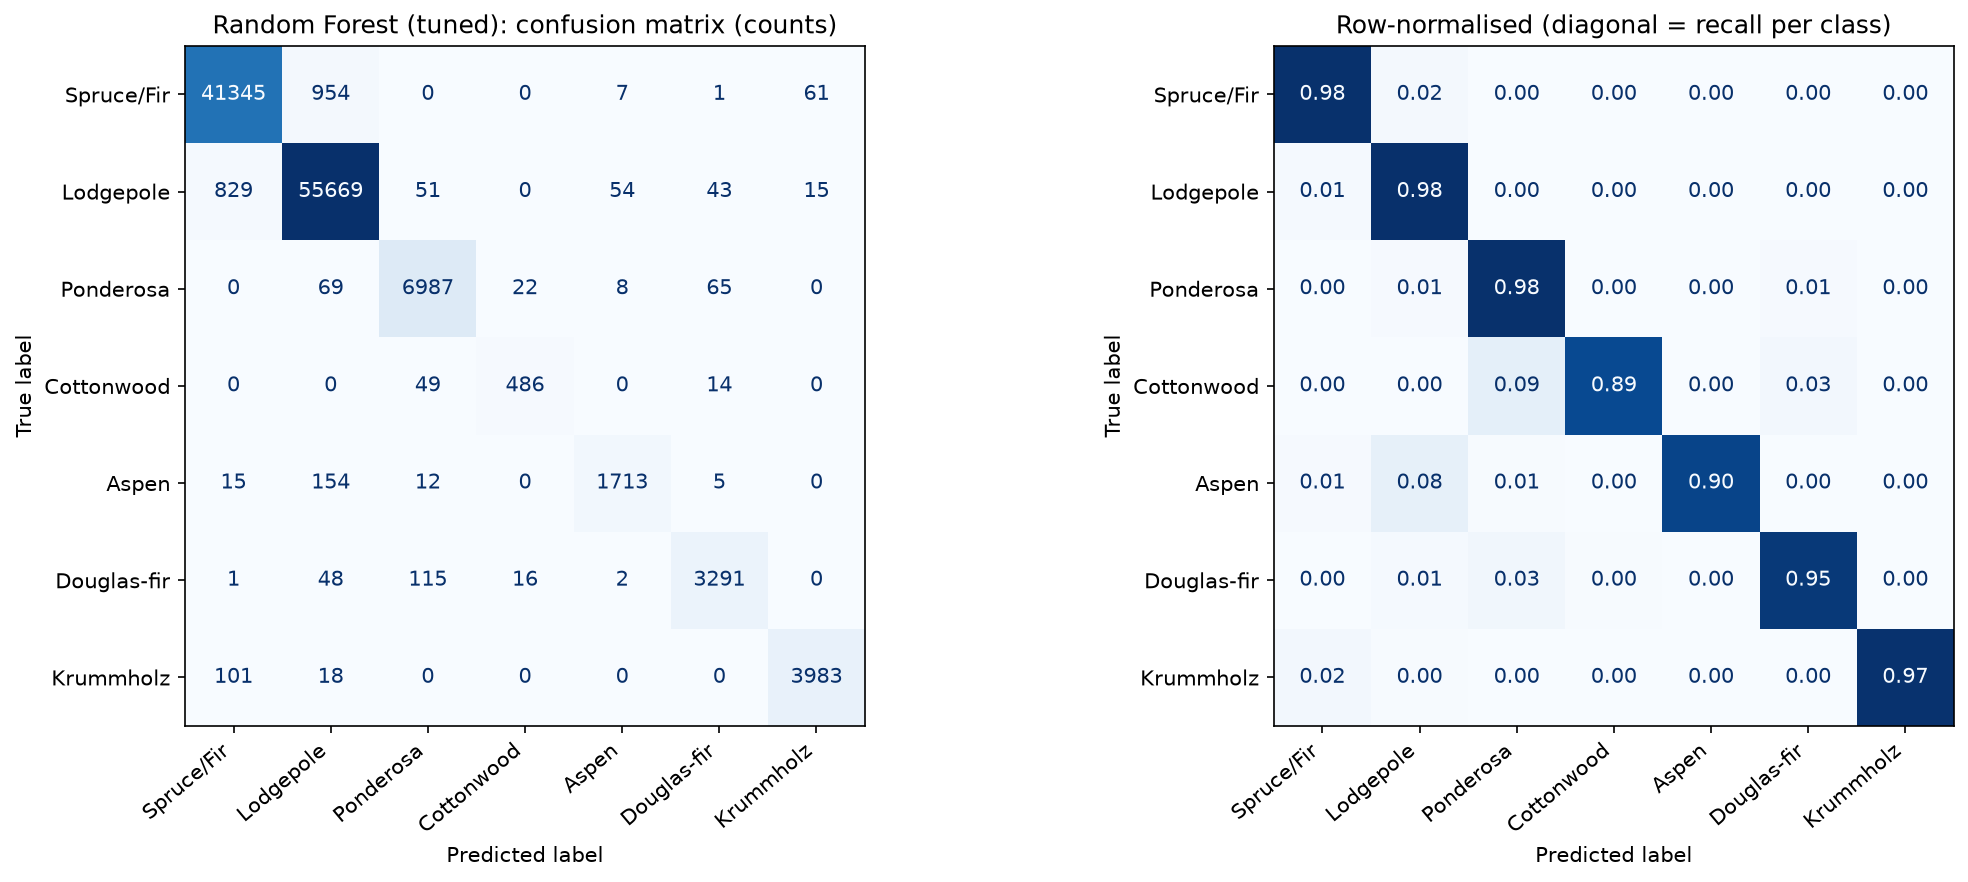 Random Forest (tuned): confusion matrix (counts)
True label
Spruce/Fir 41345 954 0 0 7 1 61
Lodgepole 829 55669 51 0 54 43 15
Ponderosa 0 69 6987 22 8 65 0
Cottonwood 0 0 49 486 0 14 0
Aspen 15 154 12 0 1713 5 0
Douglas-fir 1 48 115 16 2 3291 0
Krummholz 101 18 0 0 0 0 3983
Spruce/Fir Lodgepole Ponderosa Cottonwood Aspen Douglas-fir Krummholz
Predicted label
Row-normalised (diagonal = recall per class)
True label
Spruce/Fir 0.98 0.02 0.00 0.00 0.00 0.00 0.00
Lodgepole 0.01 0.98 0.00 0.00 0.00 0.00 0.00
Ponderosa 0.00 0.01 0.98 0.00 0.00 0.01 0.00
Cottonwood 0.00 0.00 0.09 0.89 0.00 0.03 0.00
Aspen 0.01 0.08 0.01 0.00 0.90 0.00 0.00
Douglas-fir 0.00 0.01 0.03 0.00 0.00 0.95 0.00
Krummholz 0.02 0.00 0.00 0.00 0.00 0.00 0.97
Spruce/Fir Lodgepole Ponderosa Cottonwood Aspen Douglas-fir Krummholz
Predicted label